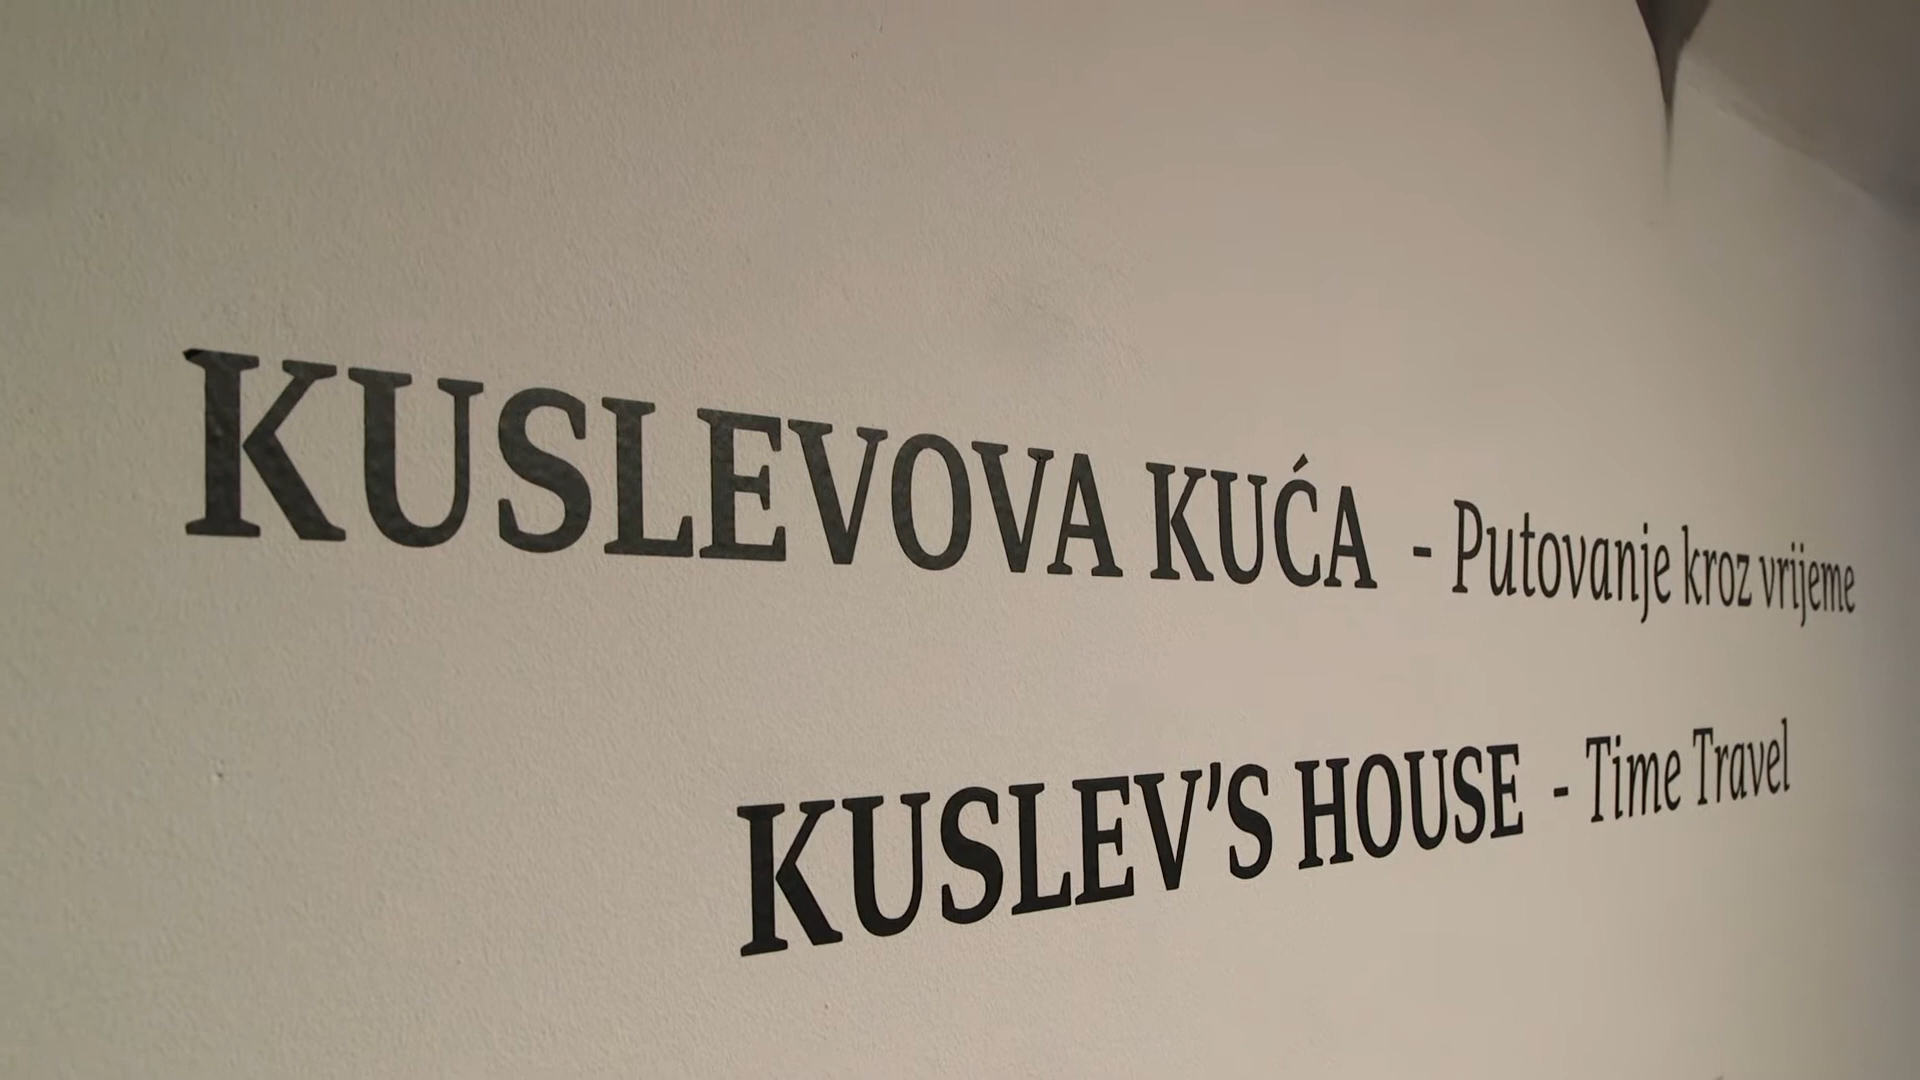 KUSLEVOVA KUĆA - Putovanje kroz vrijeme
KUSLEV’S HOUSE - Time Travel